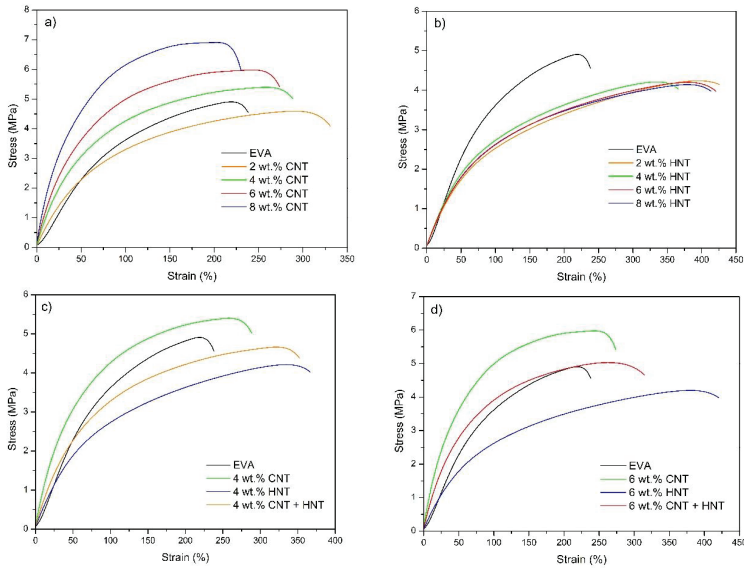 a)
8
7
6
5
4
3
2
1
0
Stress (MPa)
EVA
2 wt.% CNT
4 wt.% CNT
6 wt.% CNT
8 wt.% CNT
0 50 100 150 200 250 300 350
Strain (%)
b)
6
5
4
3
2
1
0
Stress (MPa)
EVA
2 wt.% HNT
4 wt.% HNT
6 wt.% HNT
8 wt.% HNT
0 50 100 150 200 250 300 350 400 450
Strain (%)
c)
6
5
4
3
2
1
0
Stress (MPa)
EVA
4 wt.% CNT
4 wt.% HNT
4 wt.% CNT + HNT
0 50 100 150 200 250 300 350 400
Strain (%)
d)
7
6
5
4
3
2
1
0
Stress (MPa)
EVA
6 wt.% CNT
6 wt.% HNT
6 wt.% CNT + HNT
0 50 100 150 200 250 300 350 400 450
Strain (%)